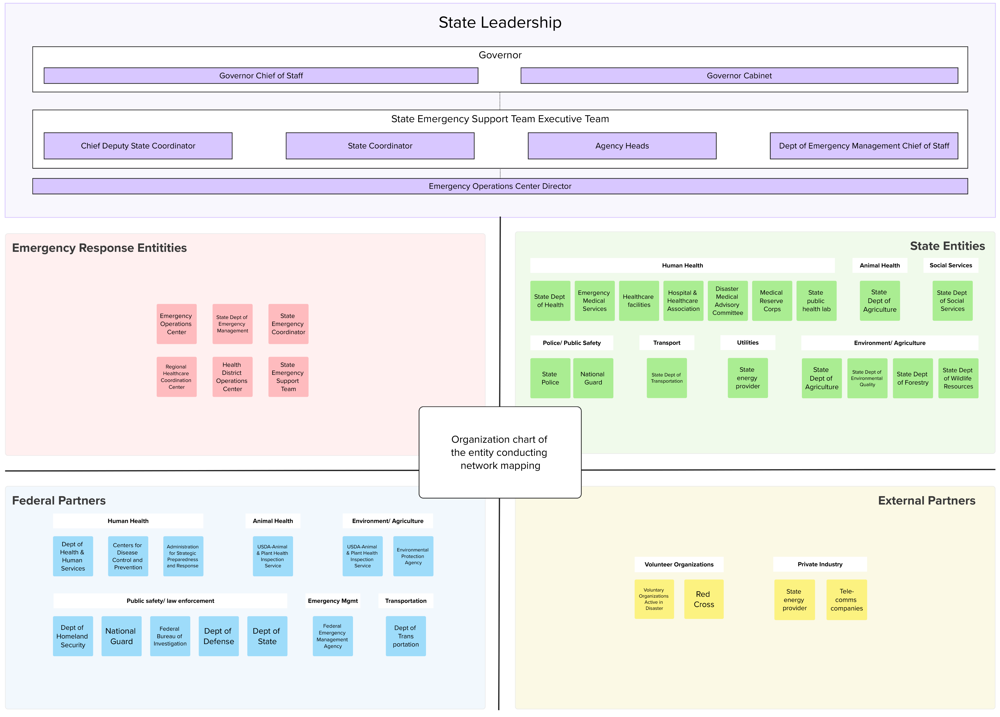 State Leadership
Governor
Governor Chief of Staff
Governor Cabinet
State Emergency Support Team Executive Team
Chief Deputy State Coordinator
State Coordinator
Agency Heads
Dept of Emergency Management Chief of Staff
Emergency Operations Center Director
Emergency Response Entitities
Emergency
Operations
Center
State Dept of
Emergency
Management
State
Emergency
Coordinator
Regional
Healthcare
Coordination
Center
Health
District
Operations
Center
State
Emergency
Support
Team
State Entities
Human Health
State Dept
of Health
Emergency
Medical
Services
Healthcare
facilities
Hospital &
Healthcare
Association
Disaster
Medical
Advisory
Committee
Medical
Reserve
Corps
State
public
health lab
Animal Health
State
Dept of
Agriculture
Social Services
State Dept
of Social
Services
Police/ Public Safety
State
Police
National
Guard
Transport
State Dept of
Transportation
Utilities
State
energy
provider
Environment/ Agriculture
State
Dept of
Agriculture
State Dept of
Environmental
Quality
State Dept
of Forestry
State Dept
of Wildlife
Resources
Organization chart of
the entity conducting
network mapping
Federal Partners
Human Health
Dept of
Health &
Human
Services
Centers for
Disease
Control and
Prevention
Administration
for Strategic
Preparedness
and Response
Animal Health
USDA-Animal
& Plant Health
Inspection
Service
Environment/ Agriculture
USDA-Animal
& Plant Health
Inspection
Service
Environmental
Protection
Agency
Public safety/ law enforcement
Dept of
Homeland
Security
National
Guard
Federal
Bureau of
Investigation
Dept of
Defense
Dept of
State
Emergency Mgmt
Federal
Emergency
Management
Agency
Transportation
Dept of
Trans
portation
External Partners
Volunteer Organizations
Voluntary
Organizations
Active in
Disaster
Red
Cross
Private Industry
State
energy
provider
Tele-
comms
companies